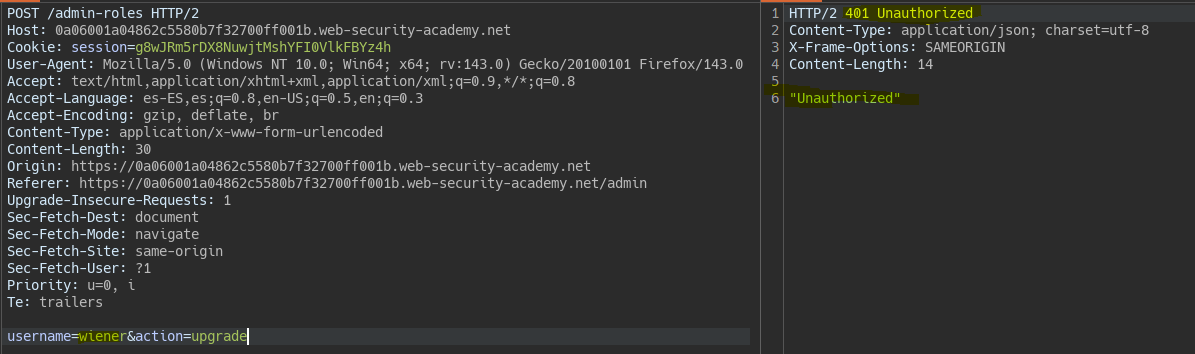 POST /admin-roles HTTP/2
Host: 0a06001a04862c5580b7f32700ff001b.web-security-academy.net
Cookie: session=g8wJRm5rDX8NuwjtMshYFI0VlkFBYz4h
User-Agent: Mozilla/5.0 (Windows NT 10.0; Win64; x64; rv:143.0) Gecko/20100101 Firefox/143.0
Accept: text/html,application/xhtml+xml,application/xml;q=0.9,*/*;q=0.8
Accept-Language: es-ES,es;q=0.8,en-US;q=0.5,en;q=0.3
Accept-Encoding: gzip, deflate, br
Content-Type: application/x-www-form-urlencoded
Content-Length: 30
Origin: https://0a06001a04862c5580b7f32700ff001b.web-security-academy.net
Referer: https://0a06001a04862c5580b7f32700ff001b.web-security-academy.net/admin
Upgrade-Insecure-Requests: 1
Sec-Fetch-Dest: document
Sec-Fetch-Mode: navigate
Sec-Fetch-Site: same-origin
Sec-Fetch-User: ?1
Priority: u=0, i
Te: trailers
username=wiener&action=upgrade
1 HTTP/2 401 Unauthorized
2 Content-Type: application/json; charset=utf-8
3 X-Frame-Options: SAMEORIGIN
4 Content-Length: 14
5
6 "Unauthorized"